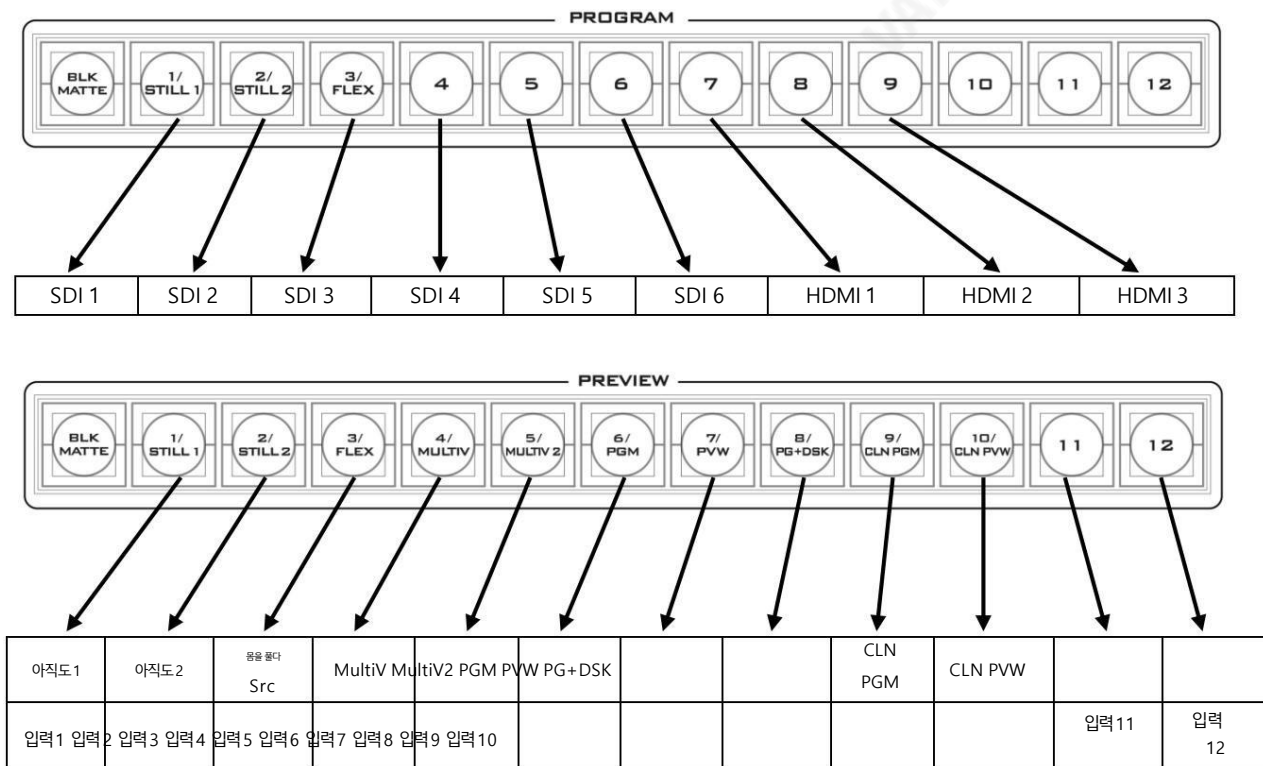 PROGRAM
BLK MATTE 1/ STILL 1 2/ STILL 2 3/ FLEX 4 5 6 7 8 9 10 11 12
SDI 1 SDI 2 SDI 3 SDI 4 SDI 5 SDI 6 HDMI 1 HDMI 2 HDMI 3
PREVIEW
BLK MATTE 1/ STILL 1 2/ STILL 2 3/ FLEX 4/ MULTIV 5/ MULTIV 2 6/ PGM 7/ PVW 8/ PG+DSK 9/ CLN PGM 10/ CLN PVW 11 12
아직도1 아직도2 몸을 풀다 Src MultiV MultiV2 PGM PVW PG+DSK CLN PGM CLN PVW
입력1 입력2 입력3 입력4 입력5 입력6 입력7 입력8 입력9 입력10 입력11 입력 12